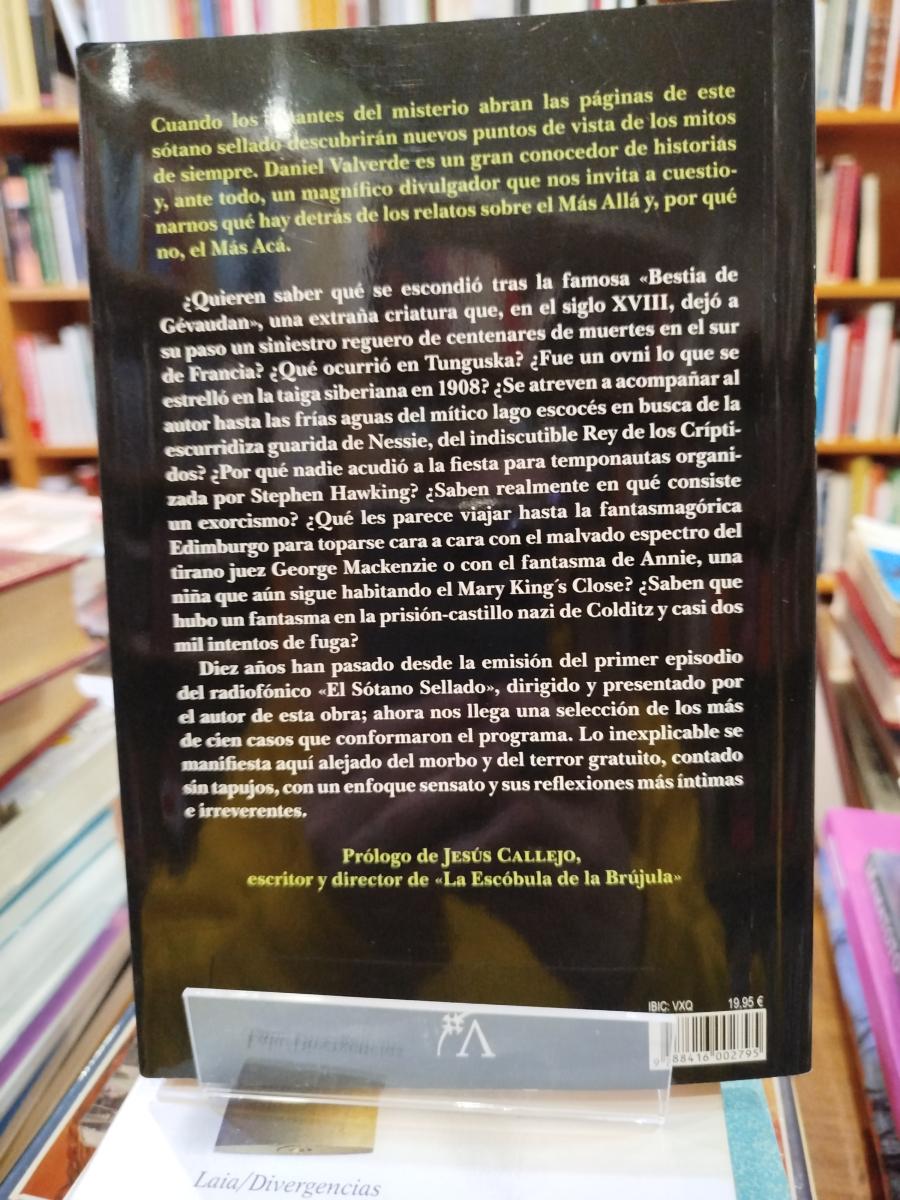 Cuando los amantes del misterio abran las páginas de este
sótano sellado descubrirán nuevos puntos de vista de los mitos
de siempre. Daniel Valverde es un gran conocedor de historias
y, ante todo, un magnífico divulgador que nos invita a cuestio-
narnos qué hay detrás de los relatos sobre el Más Allá y, por qué
no, el Más Acá.
¿Quieren saber qué se escondió tras la famosa «Bestia de
Gévaudan», una extraña criatura que, en el siglo XVIII, dejó a
su paso un siniestro reguero de centenares de muertes en el sur
de Francia? ¿Qué ocurrió en Tunguska? ¿Fue un ovni lo que se
estrelló en la taiga siberiana en 1908? ¿Se atreven a acompañar al
autor hasta las frías aguas del mítico lago escocés en busca de la
escurridiza guarida de Nessie, del indiscutible Rey de los Crípti-
dos? ¿Por qué nadie acudió a la fiesta para temponautas organi-
zada por Stephen Hawking? ¿Saben realmente en qué consiste
un exorcismo? ¿Qué les parece viajar hasta la fantasmagórica
Edimburgo para toparse cara a cara con el malvado espectro del
tirano juez George Mackenzie o con el fantasma de Annie, una
niña que aún sigue habitando el Mary King´s Close? ¿Saben que
hubo un fantasma en la prisión-castillo nazi de Colditz y casi dos
mil intentos de fuga?
Diez años han pasado desde la emisión del primer episodio
del radiofónico «El Sótano Sellado», dirigido y presentado por
el autor de esta obra; ahora nos llega una selección de los más
de cien casos que conformaron el programa. Lo inexplicable se
manifiesta aquí alejado del morbo y del terror gratuito, contado
sin tapujos, con un enfoque sensato y sus reflexiones más íntimas
e irreverentes.
Prólogo de JESÚS CALLEJO,
escritor y director de «La Escóbula de la Brújula»
IBIC: VXQ 19,95 €
9 788416 002795
Laia/Divergencias